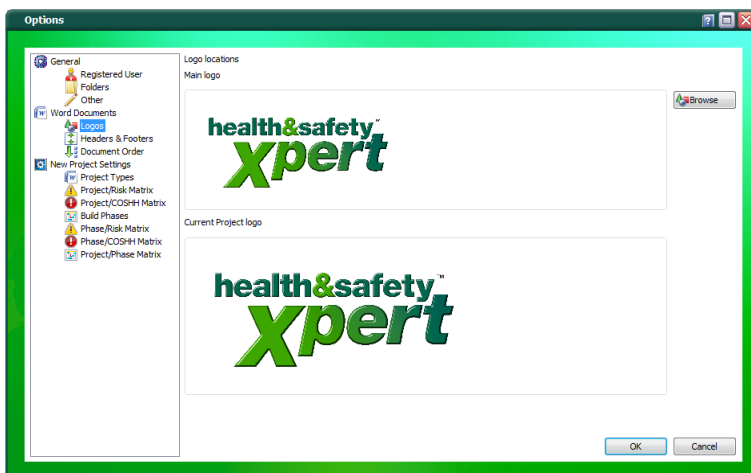 Options
General
Registered User
Folders
Other
Word Documents
Logos
Headers & Footers
Document Order
New Project Settings
Project Types
Project/Risk Matrix
Project/COSHH Matrix
Build Phases
Phase/Risk Matrix
Phase/COSHH Matrix
Project/Phase Matrix
Logo locations
Main logo
health&safety™
xpert
Browse
Current Project logo
health&safety™
xpert
OK
Cancel